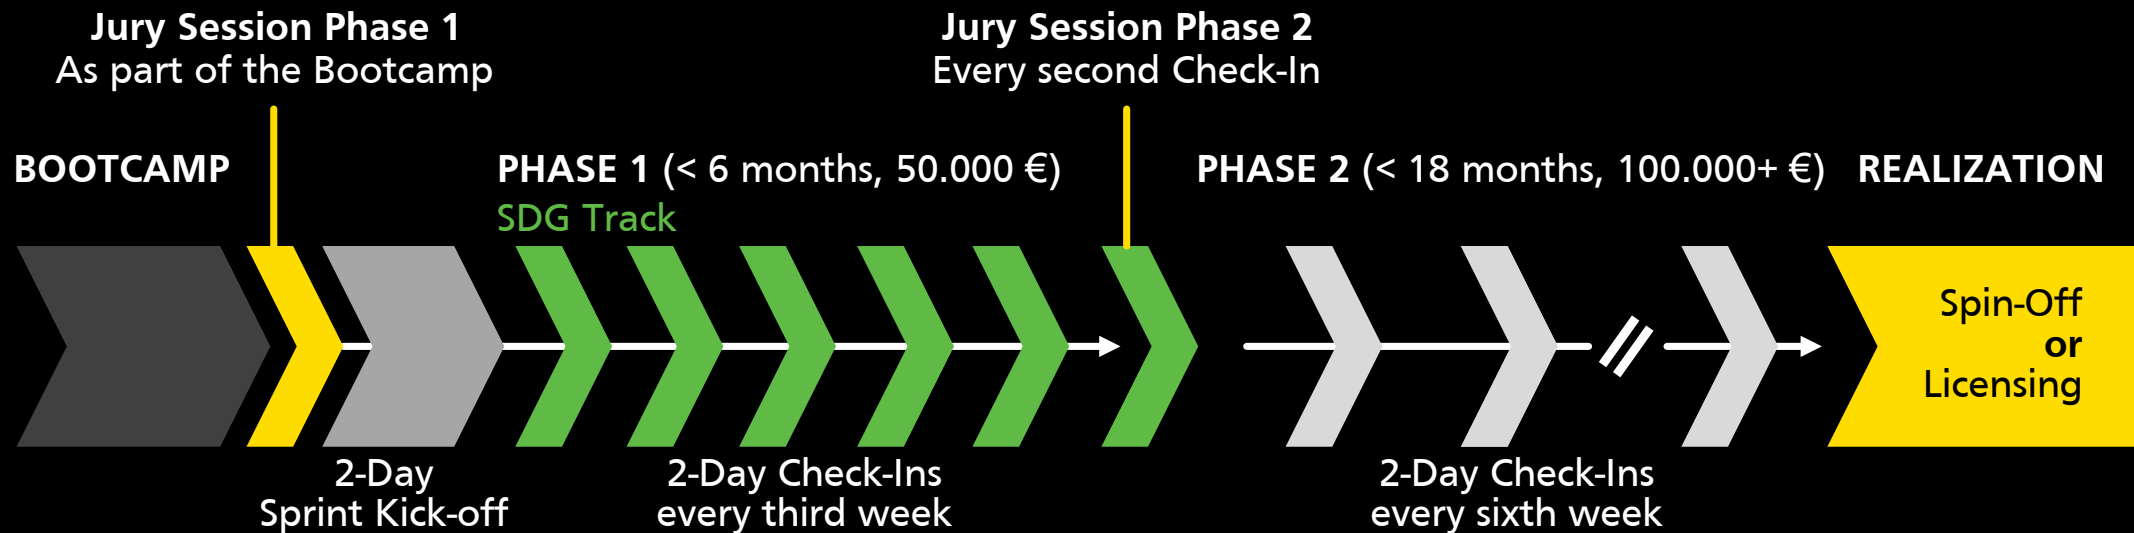 Jury Session Phase 1
As part of the Bootcamp
Jury Session Phase 2
Every second Check-In
BOOTCAMP
PHASE 1 (< 6 months, 50.000 €)
SDG Track
PHASE 2 (< 18 months, 100.000+ €)
REALIZATION
Spin-Off
or
Licensing
2-Day
Sprint Kick-off
2-Day Check-Ins
every third week
2-Day Check-Ins
every sixth week